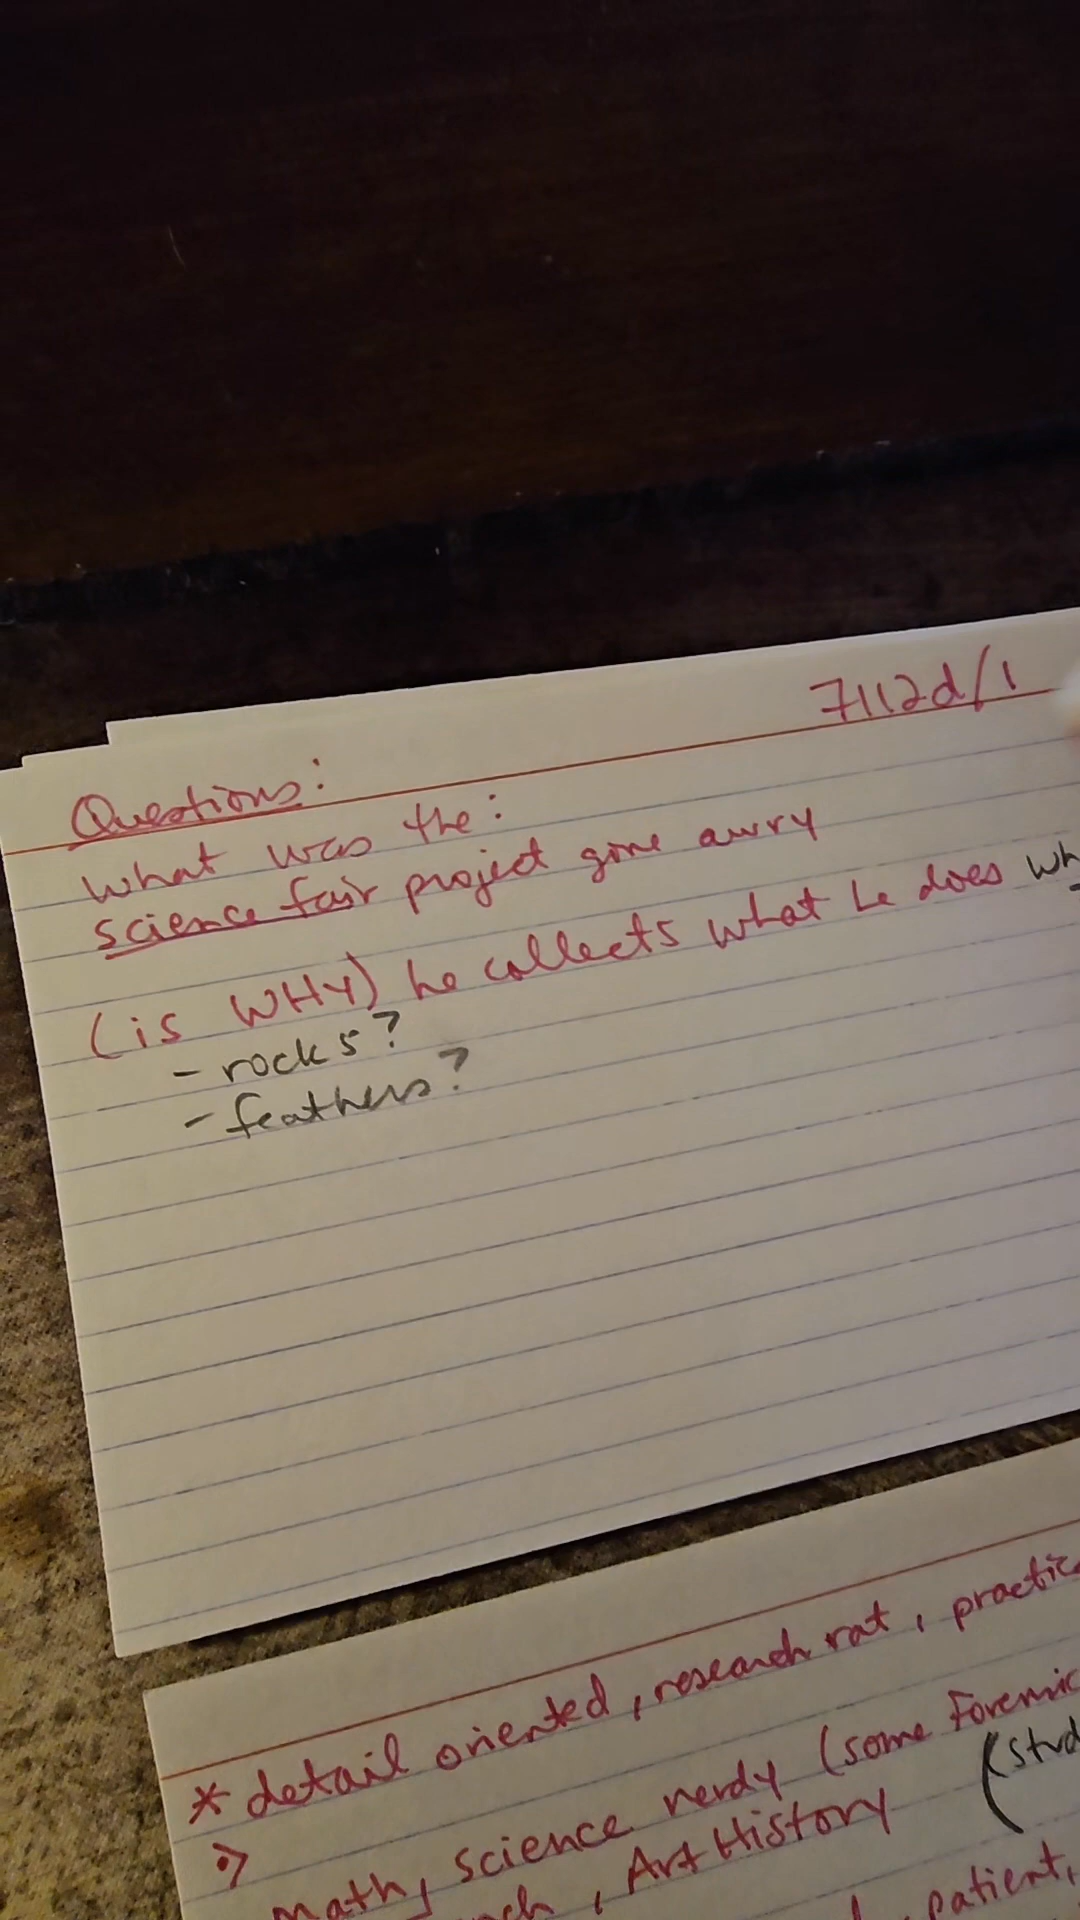 7112d/1
Questions:
What was the:
science fair project gone awry
(is WHY) he collects what he does
- rocks?
- feathers?
* detail oriented, research rat, practic
math, science nerdy (some Forensic
(stud
, Art History
patient,